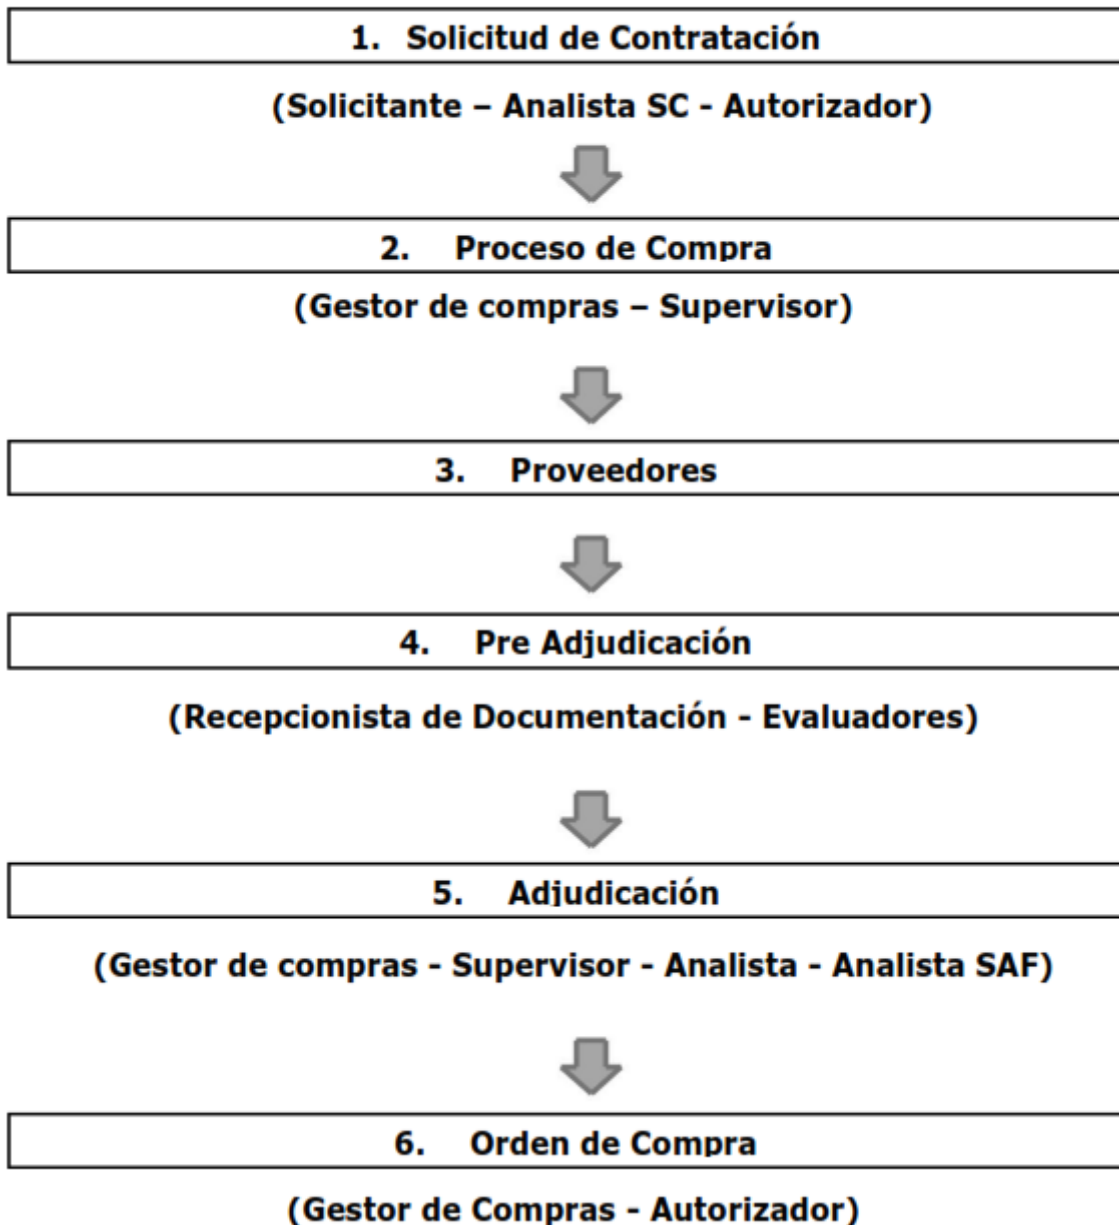 1. Solicitud de Contratación
(Solicitante – Analista SC - Autorizador)
2. Proceso de Compra
(Gestor de compras – Supervisor)
3. Proveedores
4. Pre Adjudicación
(Recepcionista de Documentación - Evaluadores)
5. Adjudicación
(Gestor de compras - Supervisor - Analista - Analista SAF)
6. Orden de Compra
(Gestor de Compras - Autorizador)